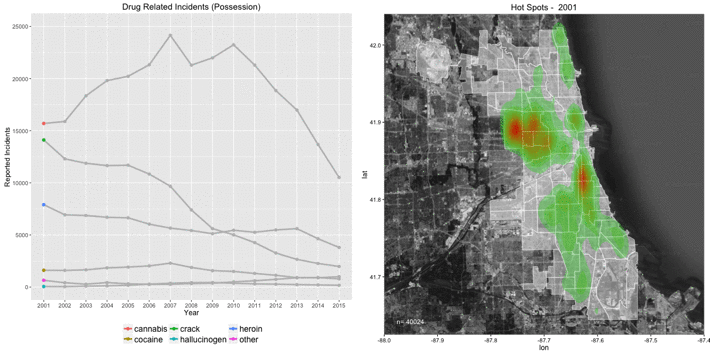 Drug Related Incidents (Possession)
25000
20000
15000
10000
5000
0
Reported Incidents
2001 2002 2003 2004 2005 2006 2007 2008 2009 2010 2011 2012 2013 2014 2015
Year
cannabis crack heroin
cocaine hallucinogen other
Hot Spots - 2001
42.0
41.9
41.8
41.7
lat
n= 40024
-88.0 -87.9 -87.8 -87.7 -87.6 -87.5 -87.4
lon